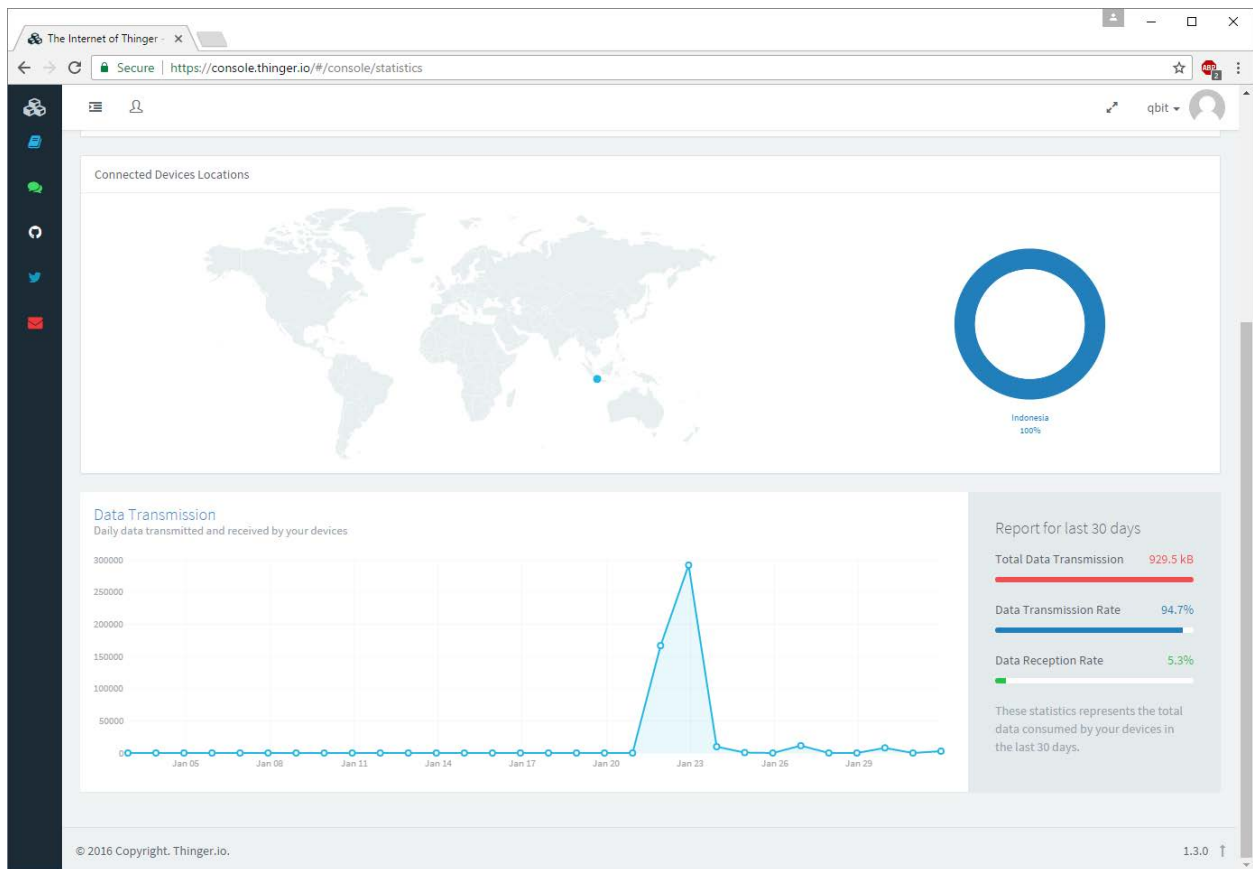 The Internet of Thinger -
Secure | https://console.thinger.io/#/console/statistics
ABP
2
qbit
Connected Devices Locations
Indonesia
100%
Data Transmission
Daily data transmitted and received by your devices
300000
250000
200000
150000
100000
50000
0
Jan 05 Jan 08 Jan 11 Jan 14 Jan 17 Jan 20 Jan 23 Jan 26 Jan 29
Report for last 30 days
Total Data Transmission 929.5 kB
Data Transmission Rate 94.7%
Data Reception Rate 5.3%
These statistics represents the total
data consumed by your devices in
the last 30 days.
© 2016 Copyright. Thinger.io.
1.3.0